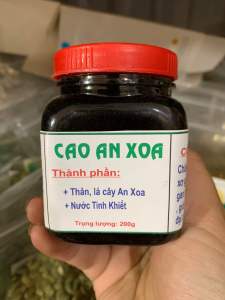 CAO AN XOA
Thành phần:
+ Thân, lá cây An Xoa
+ Nước Tinh Khiết
Trọng lượng: 200g